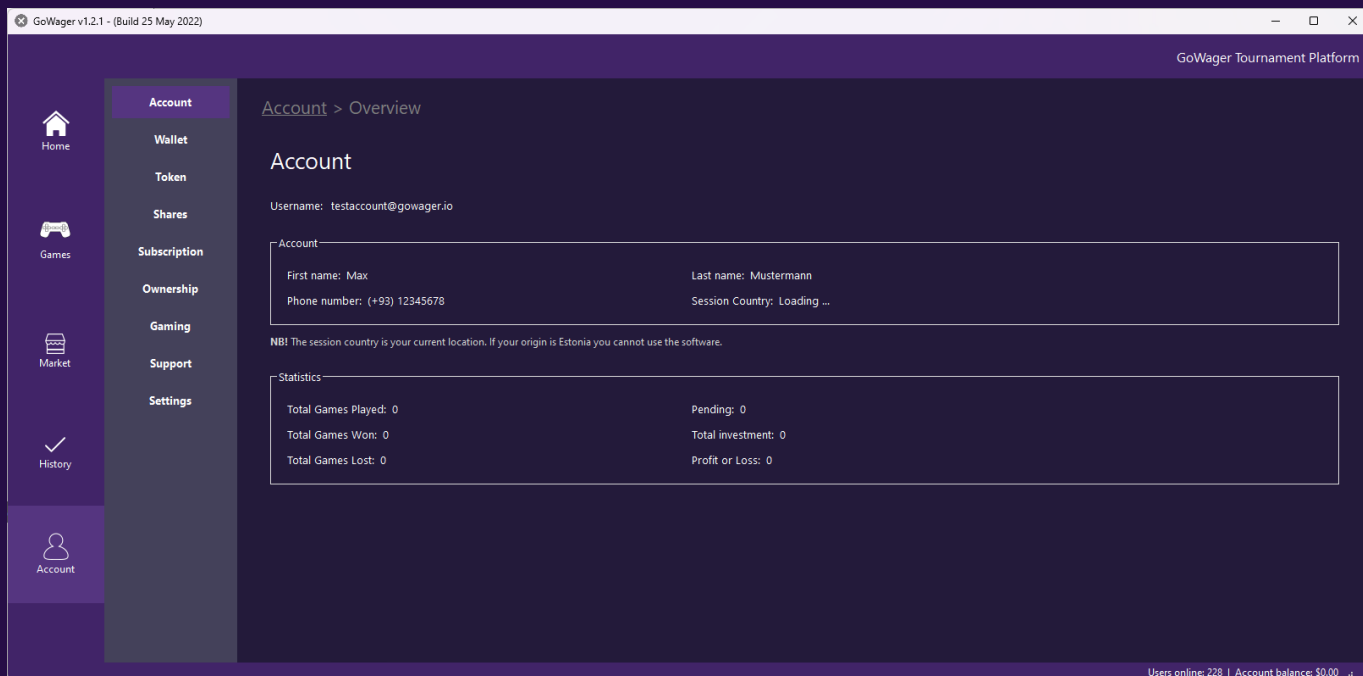 GoWager v1.2.1 - (Build 25 May 2022)
GoWager Tournament Platform
Home
Games
Market
History
Account
Account
Wallet
Token
Shares
Subscription
Ownership
Gaming
Support
Settings
Account > Overview
Account
Username: testaccount@gowager.io
Account
First name: Max Last name: Mustermann
Phone number: (+93) 12345678 Session Country: Loading ...
NB! The session country is your current location. If your origin is Estonia you cannot use the software.
Statistics
Total Games Played: 0 Pending: 0
Total Games Won: 0 Total investment: 0
Total Games Lost: 0 Profit or Loss: 0
Users online: 228 | Account balance: $0.00